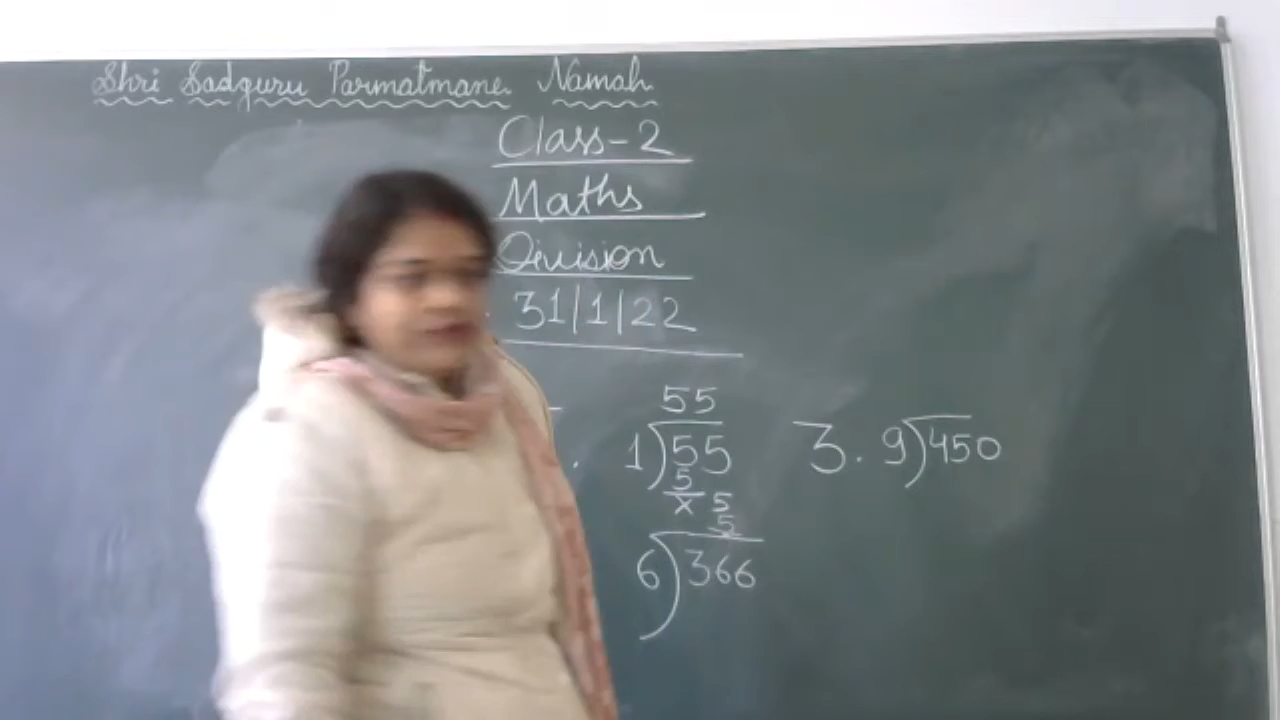 Shri Sadguru Parmatmane Namah
Class-2
Maths
Division
31/1/22
55
. 1)55
5
x 5
5
3. 9)450
6)366